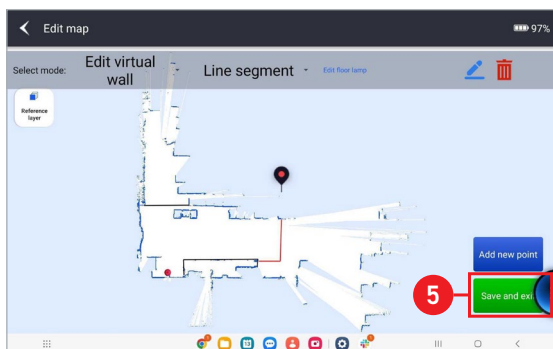 Edit map
97%
Select mode:
Edit virtual
wall
Line segment
Edit floor lamp
Reference
layer
Add new point
5
Save and exi